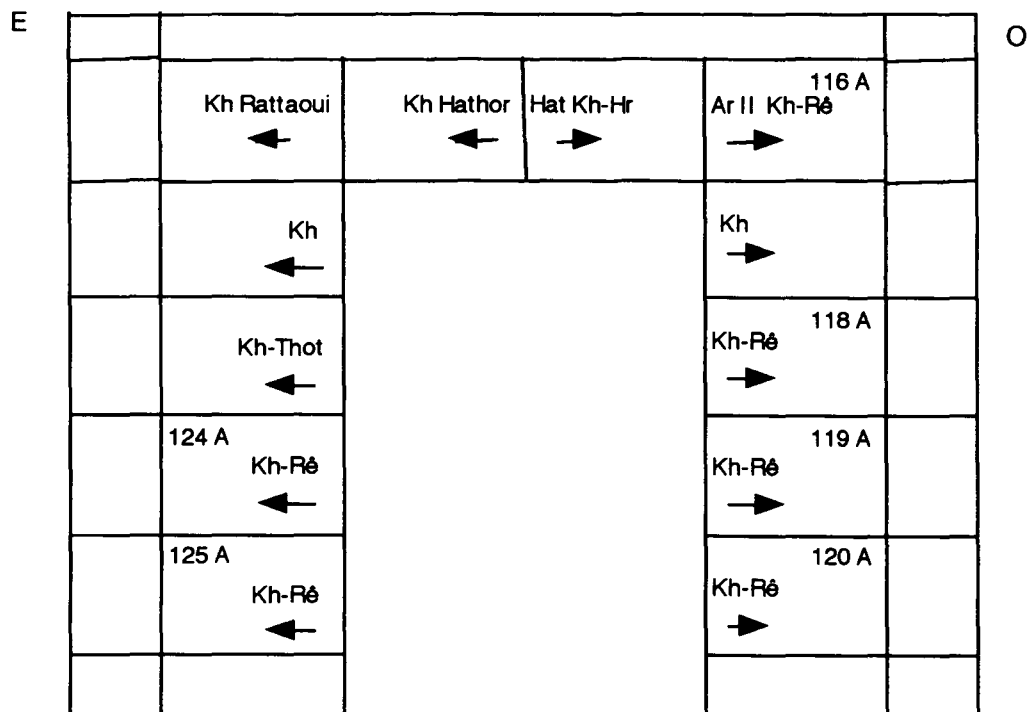 E
O
116 A
Kh Rattaoui Kh Hathor Hat Kh-Hr Ar II Kh-Rê
Kh Kh
118 A
Kh-Thot Kh-Rê
124 A 119 A
Kh-Rê Kh-Rê
125 A 120 A
Kh-Rê Kh-Rê